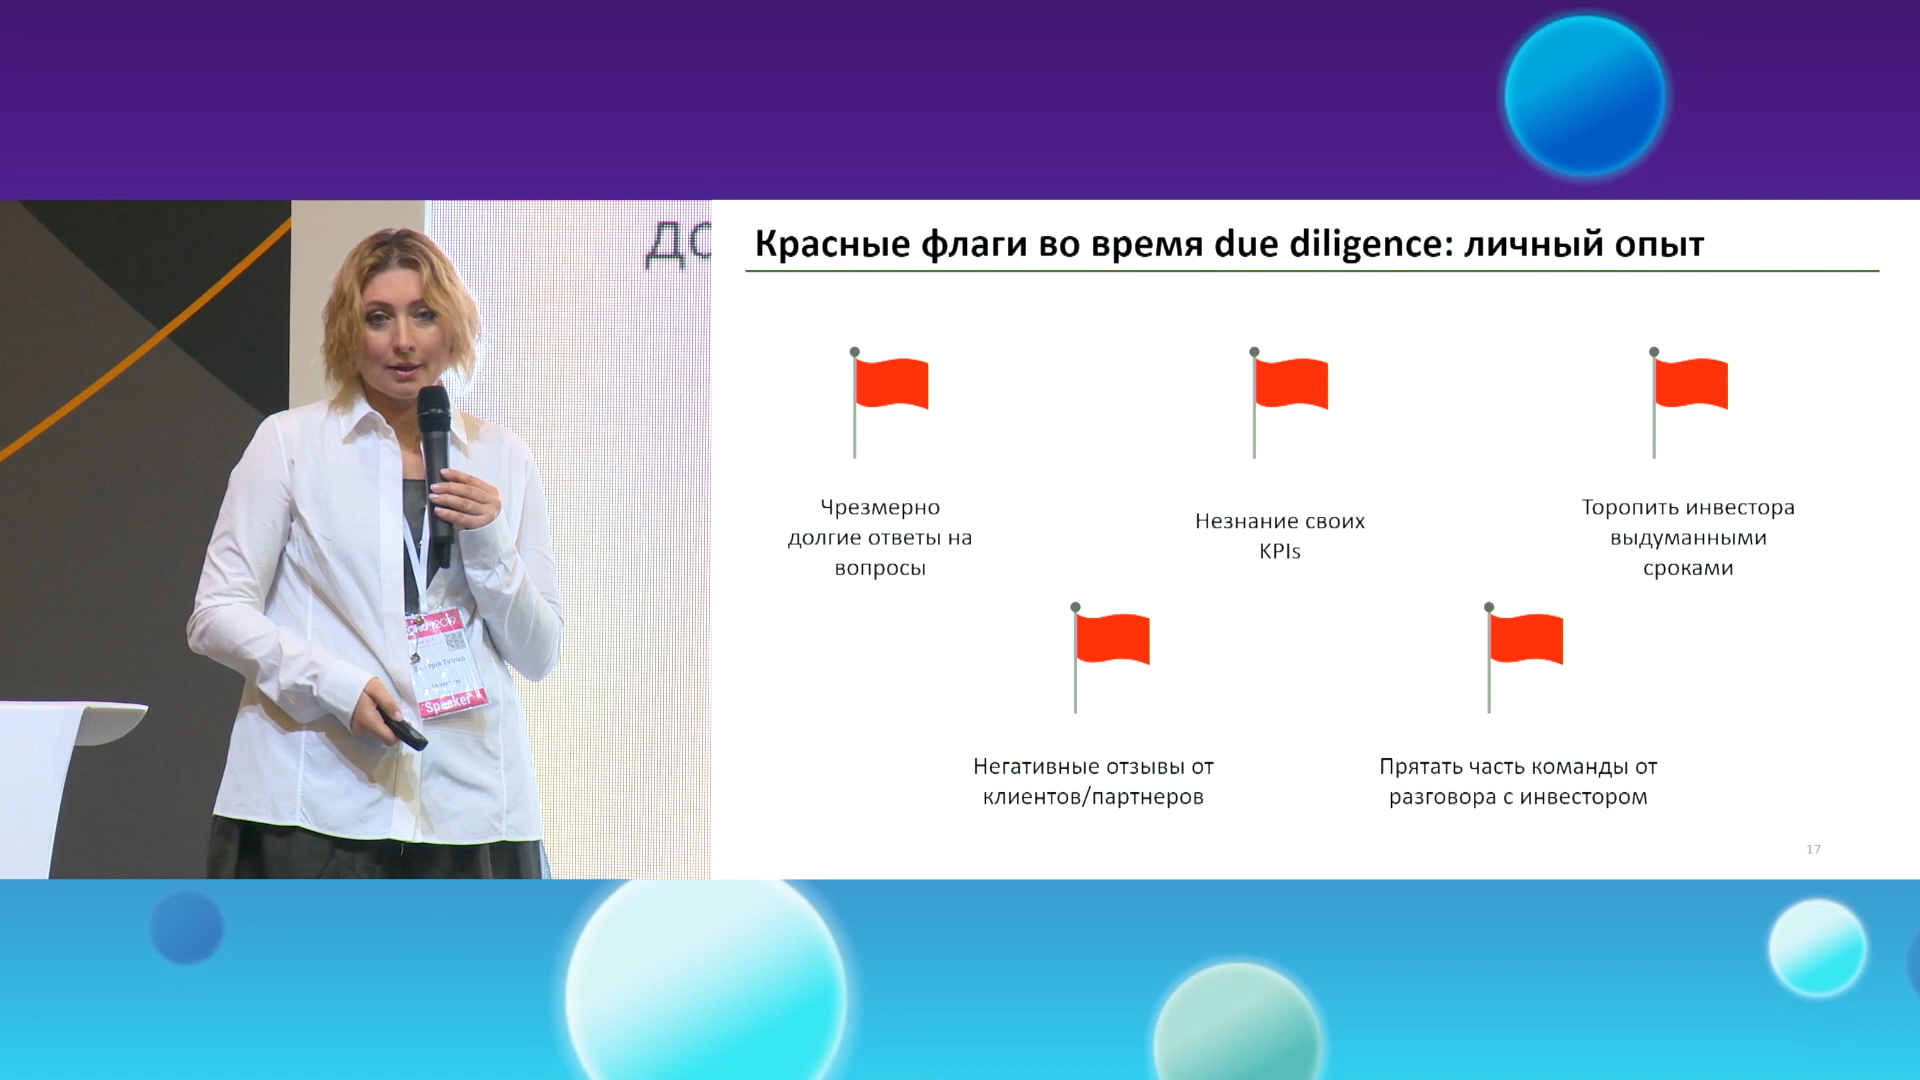 до
Красные флаги во время due diligence: личный опыт
Чрезмерно
долгие ответы на
вопросы
Незнание своих
KPIs
Торопить инвестора
выдуманными
сроками
Негативные отзывы от
клиентов/партнеров
Прятать часть команды от
разговора с инвестором
17
Speaker